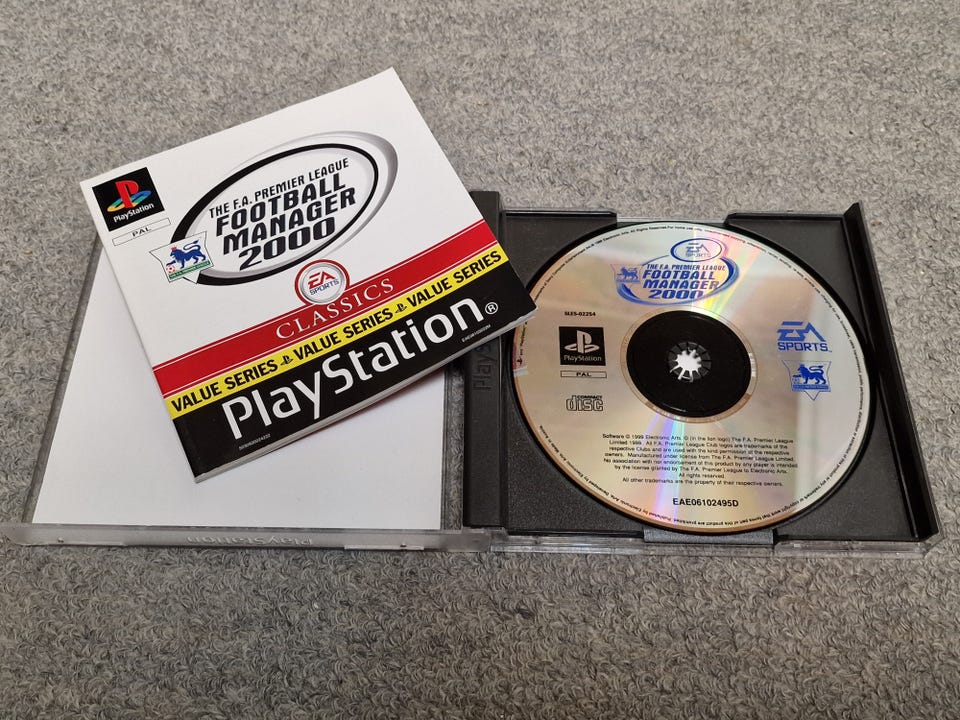 PlayStation
PAL
THE F.A. PREMIER LEAGUE
FOOTBALL
MANAGER
2000
EA
SPORTS
CLASSICS
VALUE SERIES VALUE SERIES VALUE SERIES
PlayStation®
PlayStation
EA
SPORTS
THE F.A. PREMIER LEAGUE
FOOTBALL
MANAGER
2000
SLES-02254
PlayStation
PAL
EA
SPORTS™
COMPACT
disc
Software © 1999 Electronic Arts. © (in the lion logo) The F.A. Premier League
Limited 1999. All F.A. Premier League Club logos are trademarks of the
respective Clubs and are used with the kind permission of the respective
owners. Manufactured under license from The F.A. Premier League Limited.
No association with nor endorsement of this product by any player is intended
by the license granted by The F.A. Premier League to Electronic Arts.
All rights reserved.
All other trademarks are the property of their respective owners.
EAE06102495D
PlayStation